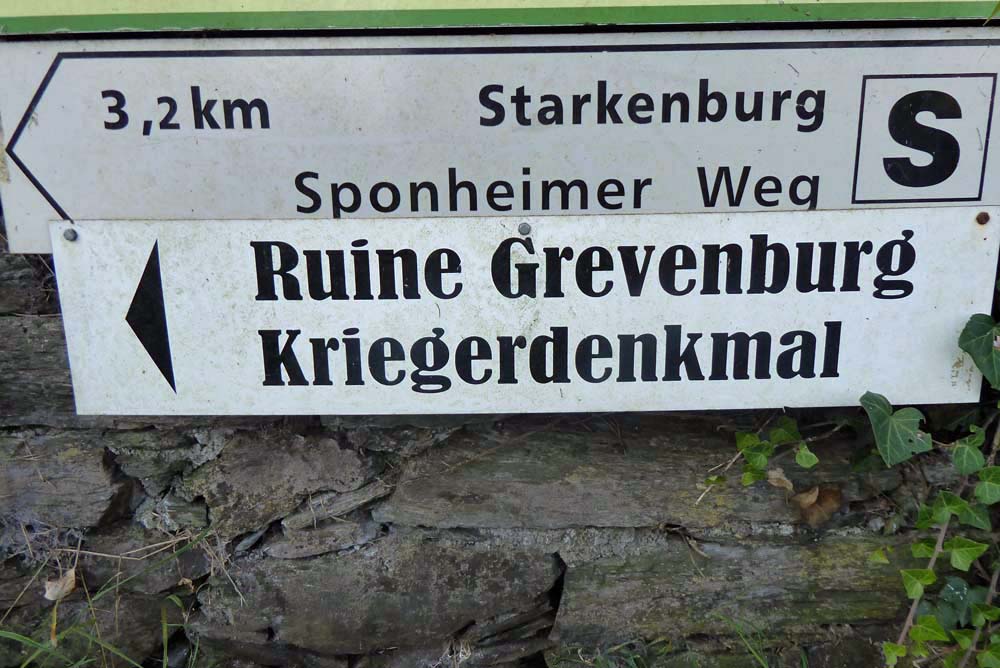 3,2 km Starkenburg S
Sponheimer Weg
Ruine Grevenburg
Kriegerdenkmal